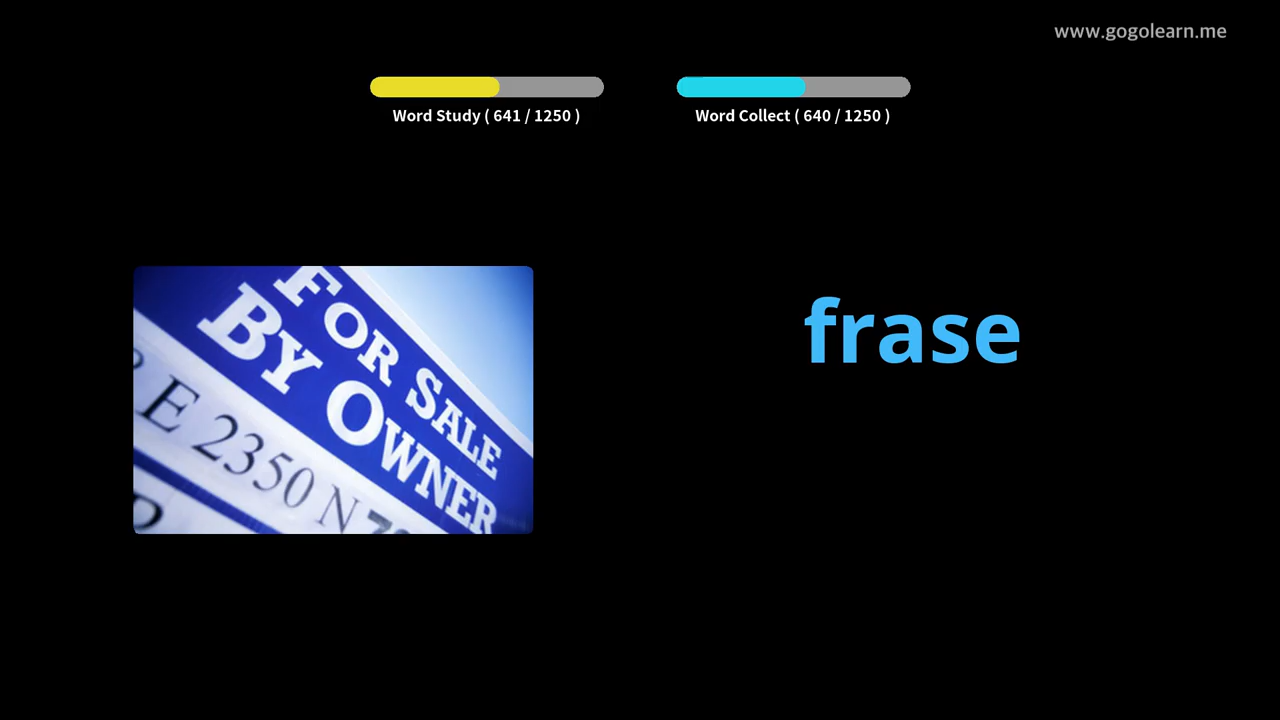 www.gogolearn.me
Word Study ( 641 / 1250 )
Word Collect ( 640 / 1250 )
FOR SALE
BY OWNER
E 2350 N
frase